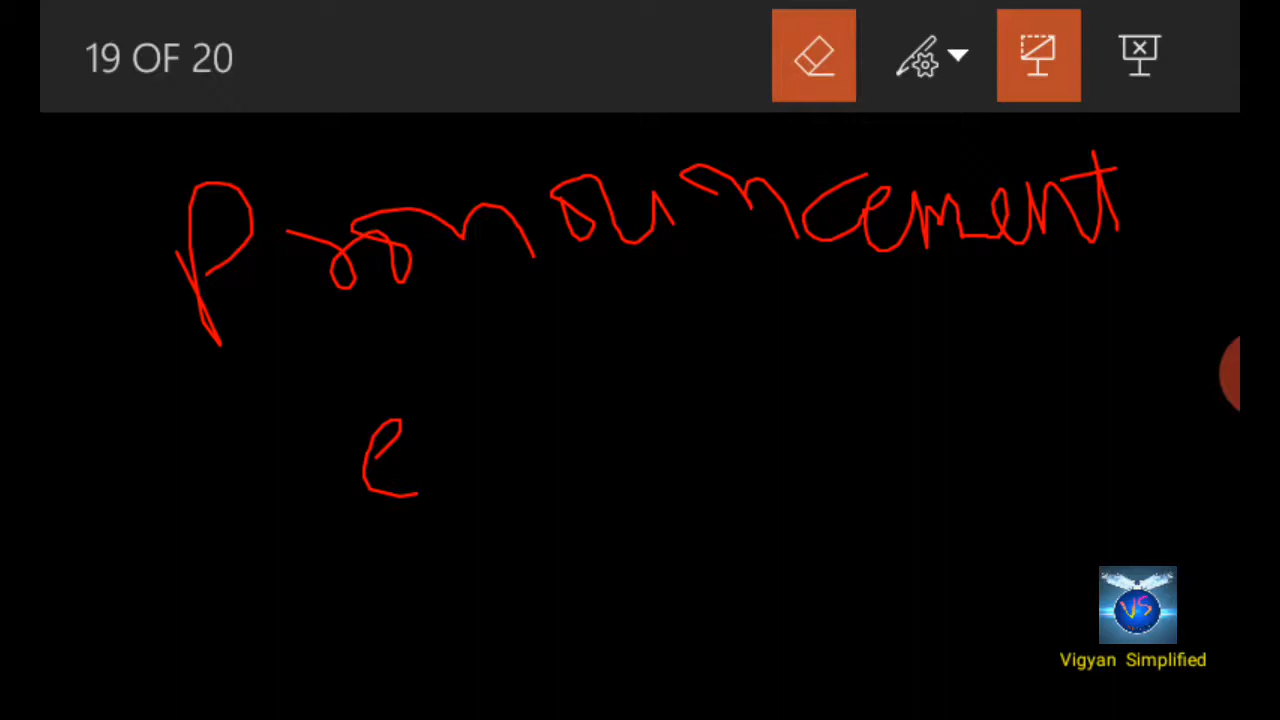 19 OF 20
Pronouncement
e
VS
Vigyan Simplified